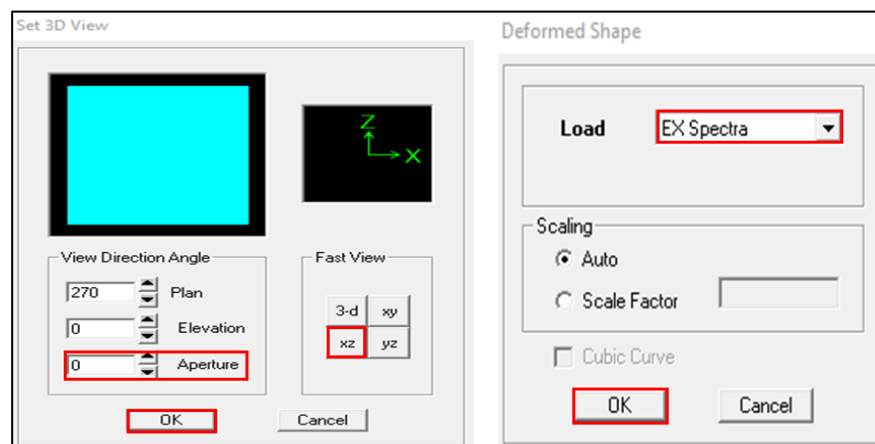 Set 3D View
Z
X
View Direction Angle
270 Plan
0 Elevation
0 Aperture
Fast View
3-d xy
xz yz
OK Cancel
Deformed Shape
Load EX Spectra
Scaling
Auto
Scale Factor
Cubic Curve
OK Cancel